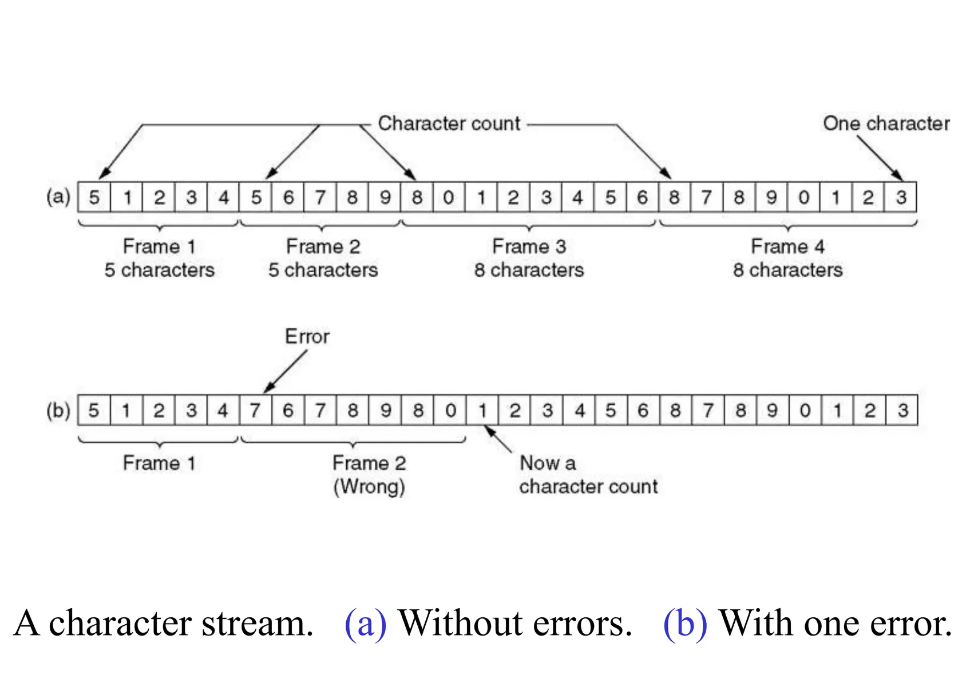 Character count One character
(a) 5 1 2 3 4 5 6 7 8 9 8 0 1 2 3 4 5 6 8 7 8 9 0 1 2 3
Frame 1 Frame 2 Frame 3 Frame 4
5 characters 5 characters 8 characters 8 characters
Error
(b) 5 1 2 3 4 7 6 7 8 9 8 0 1 2 3 4 5 6 8 7 8 9 0 1 2 3
Frame 1 Frame 2 Now a
(Wrong) character count
A character stream. (a) Without errors. (b) With one error.